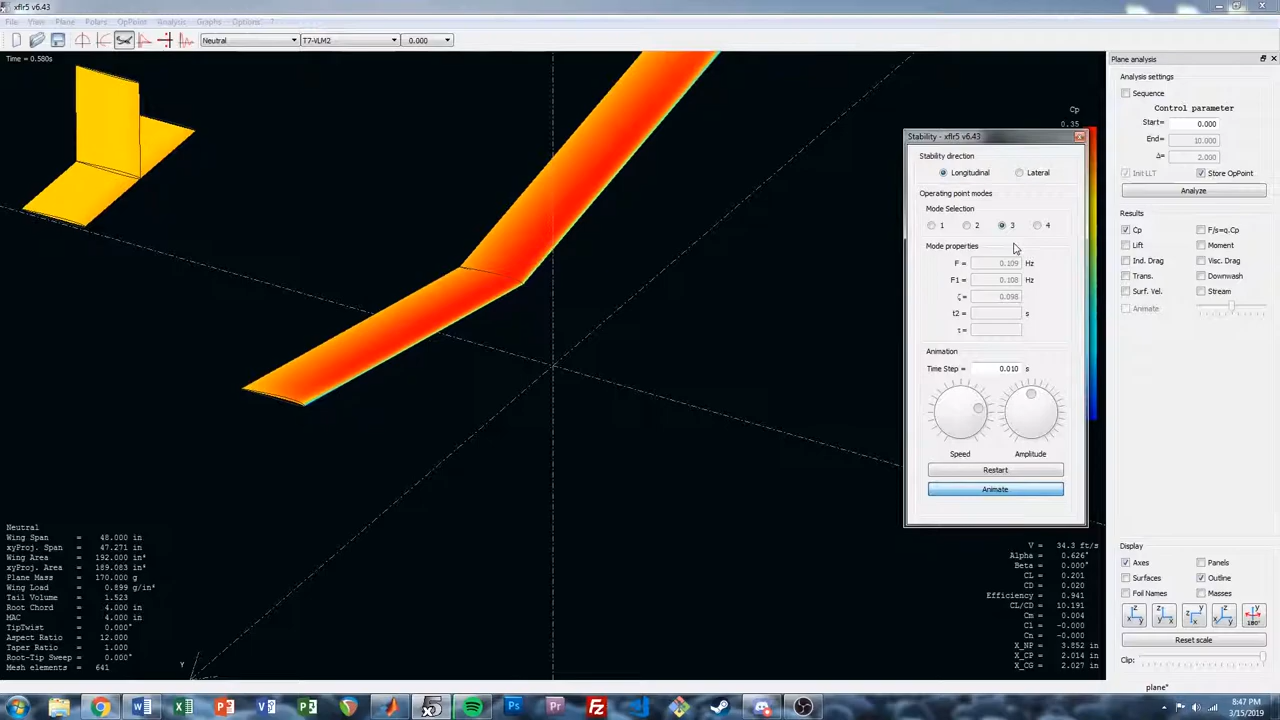 xflr5 v6.43
File View Plane Polars OpPoint Analysis Graphs Options ?
Neutral T7-VLM2 0.000
Time = 0.580s
Plane analysis
Analysis settings
Sequence
Control parameter
Start= 0.000
End= 10.000
Δ= 2.000
Init LLT Store OpPoint
Analyze
Results
Cp F/s=q.Cp
Lift Moment
Ind. Drag Visc. Drag
Trans. Downwash
Surf. Vel. Stream
Animate
Cp
0.35
Stability - xflr5 v6.43
Stability direction
Longitudinal Lateral
Operating point modes
Mode Selection
1 2 3 4
Mode properties
F = 0.109 Hz
F1 = 0.108 Hz
ζ = 0.098
t2 = s
τ =
Animation
Time Step = 0.010 s
Speed Amplitude
Restart
Animate
Neutral
Wing Span = 48.000 in
xyProj. Span = 47.271 in
Wing Area = 192.000 in²
xyProj. Area = 189.083 in²
Plane Mass = 170.000 g
Wing Load = 0.899 g/in²
Tail Volume = 1.523
Root Chord = 4.000 in
MAC = 4.000 in
TipTwist = 0.000°
Aspect Ratio = 12.000
Taper Ratio = 1.000
Root-Tip Sweep = 0.000°
Mesh elements = 641
Y
V = 34.3 ft/s
Alpha = 0.626°
Beta = 0.000°
CL = 0.201
CD = 0.020
Efficiency = 0.941
CL/CD = 10.191
Cm = 0.004
Cl = -0.000
Cn = -0.000
X_NP = 3.852 in
X_CP = 2.014 in
X_CG = 2.027 in
Display
Axes Panels
Surfaces Outline
Foil Names Masses
Reset scale
Clip:
plane*
8:47 PM
3/15/2019